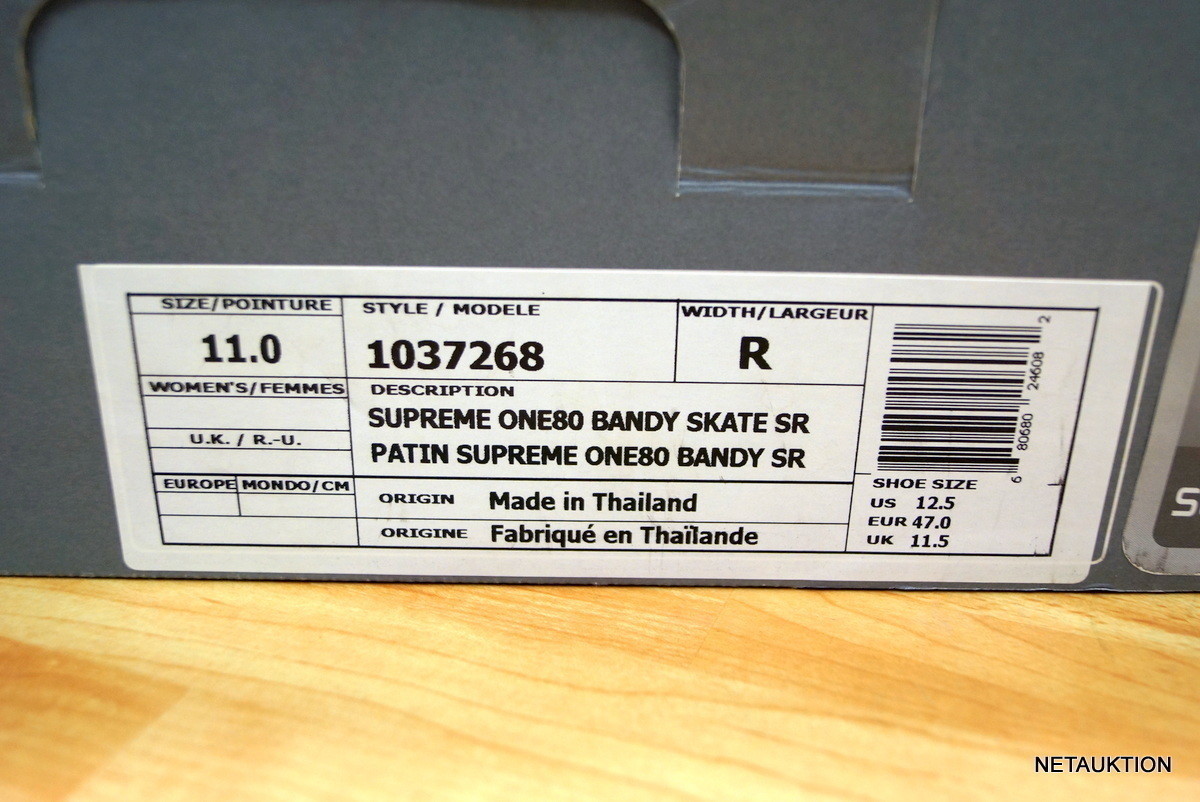 SIZE/POINTURE
11.0
STYLE / MODELE
1037268
WIDTH/LARGEUR
R
WOMEN'S/FEMMES
U.K. / R.-U.
EUROPE MONDO/CM
DESCRIPTION
SUPREME ONE80 BANDY SKATE SR
PATIN SUPREME ONE80 BANDY SR
ORIGIN Made in Thailand
ORIGINE Fabriqué en Thaïlande
6 80680 24608 2
SHOE SIZE
US 12.5
EUR 47.0
UK 11.5
S
NETAUKTION